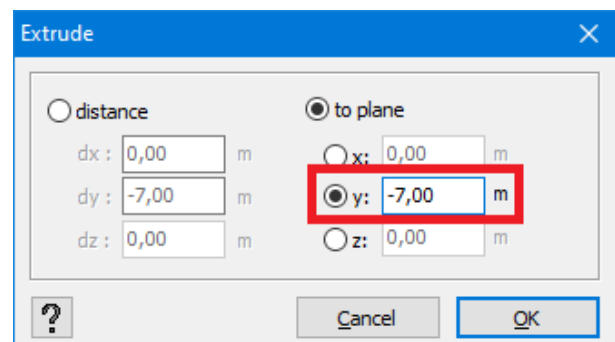 Extrude
distance to plane
dx : 0,00 m x: 0,00 m
dy : -7,00 m y: -7,00 m
dz : 0,00 m z: 0,00 m
? Cancel OK